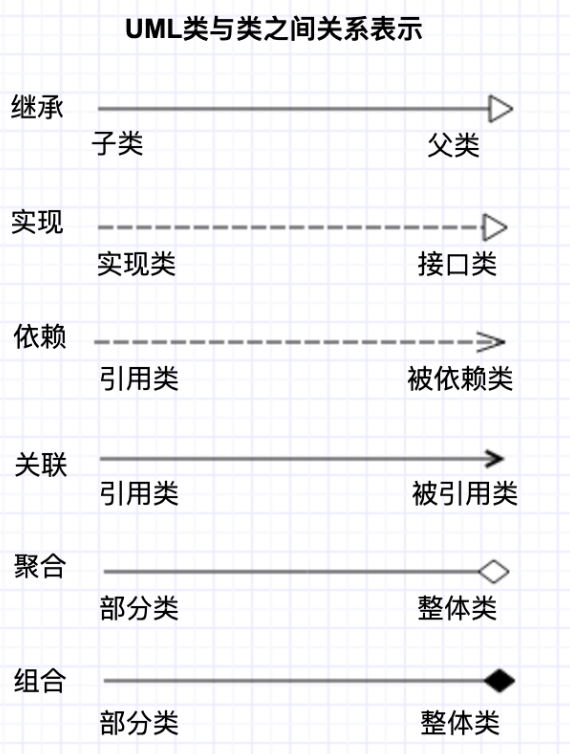 UML类与类之间关系表示
继承
子类 父类
实现
实现类 接口类
依赖
引用类 被依赖类
关联
引用类 被引用类
聚合
部分类 整体类
组合
部分类 整体类